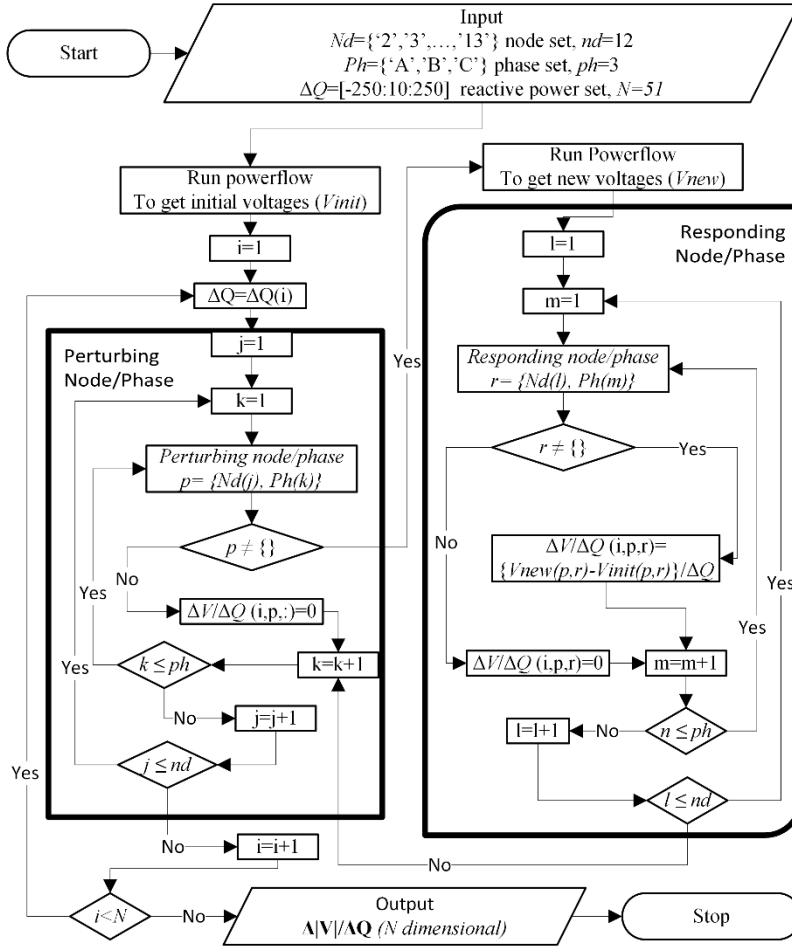 Start
Input
Nd={‘2’,’3’,…,’13’} node set, nd=12
Ph={‘A’,’B’,’C’} phase set, ph=3
ΔQ=[-250:10:250] reactive power set, N=51
Run powerflow
To get initial voltages (Vinit)
i=1
ΔQ=ΔQ(i)
Perturbing
Node/Phase
j=1
k=1
Perturbing node/phase
p= {Nd(j), Ph(k)}
p ≠ {}
Yes
No
ΔV/ΔQ (i,p,:)=0
k=k+1
k ≤ ph
Yes
No
j=j+1
j ≤ nd
Yes
No
i=i+1
i<N
Yes
No
Run Powerflow
To get new voltages (Vnew)
Responding
Node/Phase
l=1
m=1
Responding node/phase
r= {Nd(l), Ph(m)}
r ≠ {}
Yes
No
ΔV/ΔQ (i,p,r)=
{Vnew(p,r)-Vinit(p,r)}/ΔQ
ΔV/ΔQ (i,p,r)=0
m=m+1
n ≤ ph
Yes
No
l=l+1
l ≤ nd
Yes
No
Output
Δ|V|/ΔQ (N dimensional)
Stop